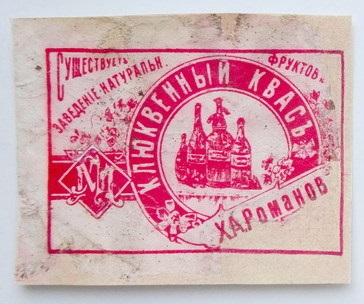 Существуетъ
заведеніе натуральн.
фруктов.
Клюквенный квасъ
Х.А.Романов